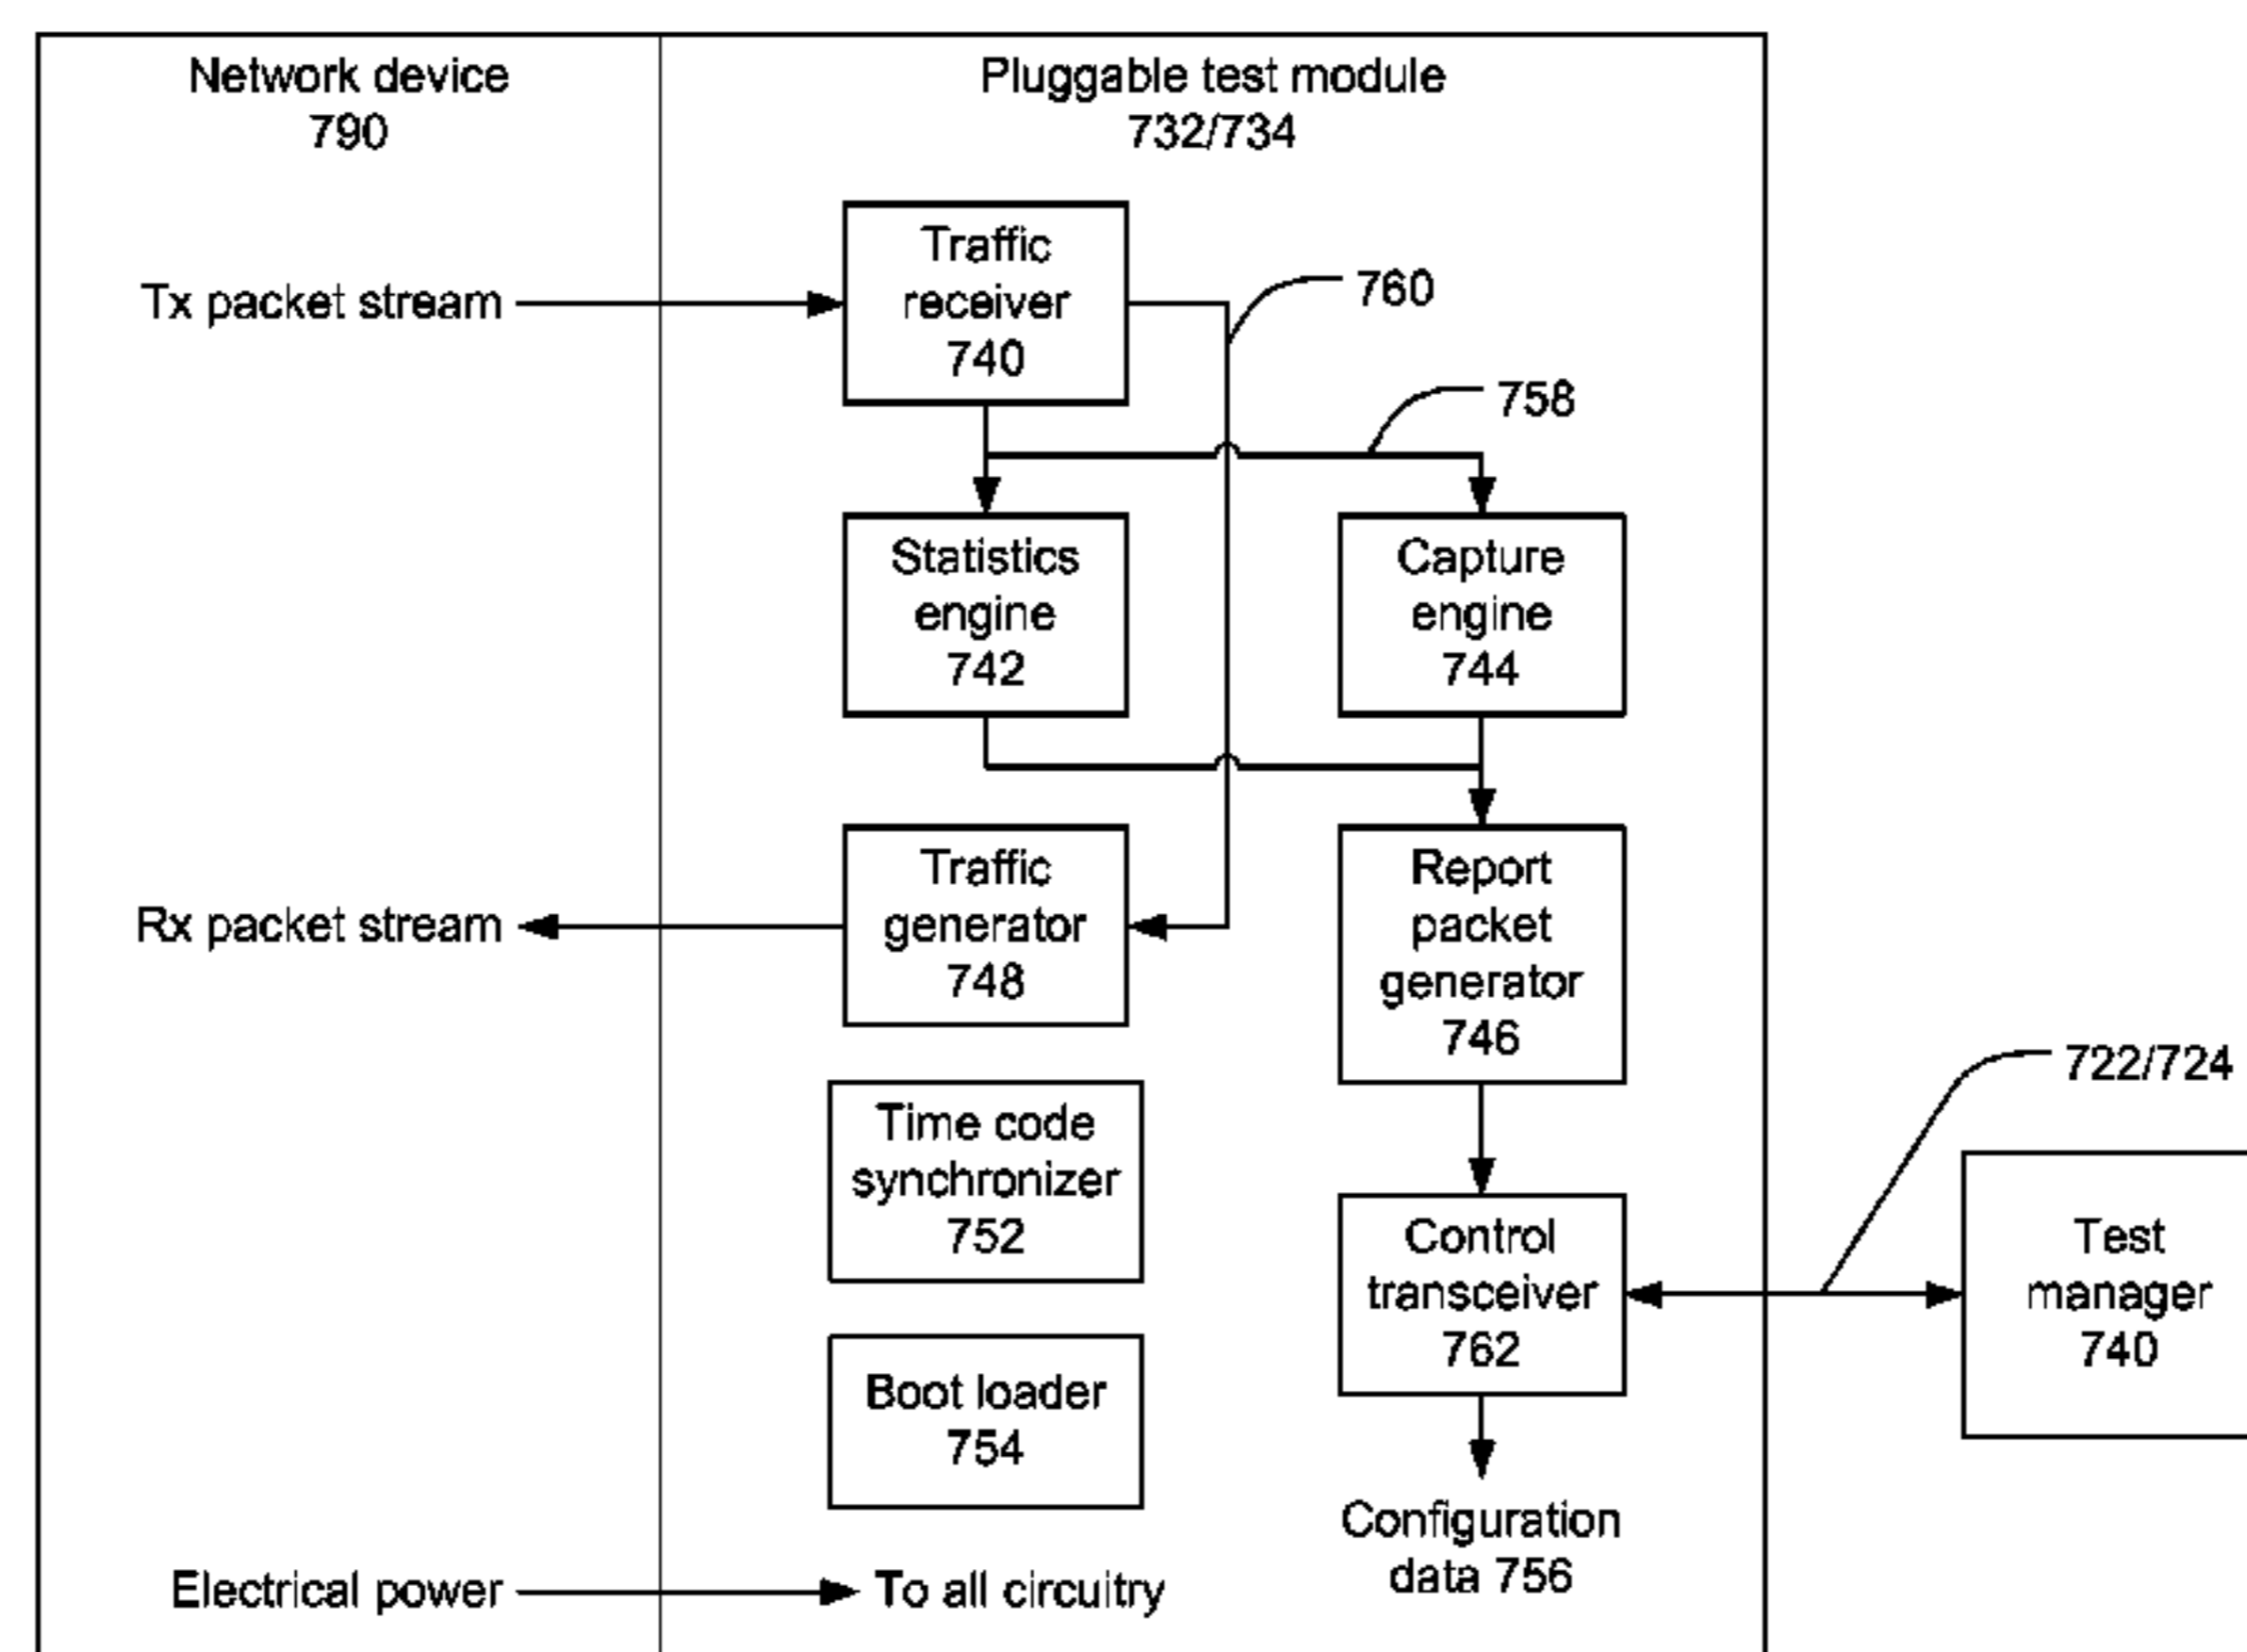 Network device
790
Pluggable test module
732/734
Tx packet stream
Traffic
receiver
740
760
758
Statistics
engine
742
Capture
engine
744
Rx packet stream
Traffic
generator
748
Report
packet
generator
746
722/724
Time code
synchronizer
752
Control
transceiver
762
Test
manager
740
Boot loader
754
Configuration
data 756
Electrical power
To all circuitry